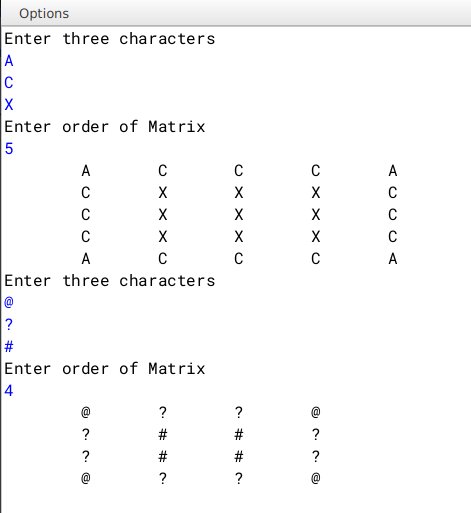 Options
Enter three characters
A
C
X
Enter order of Matrix
5
A C C C A
C X X X C
C X X X C
C X X X C
A C C C A
Enter three characters
@
?
#
Enter order of Matrix
4
@ ? ? @
? # # ?
? # # ?
@ ? ? @